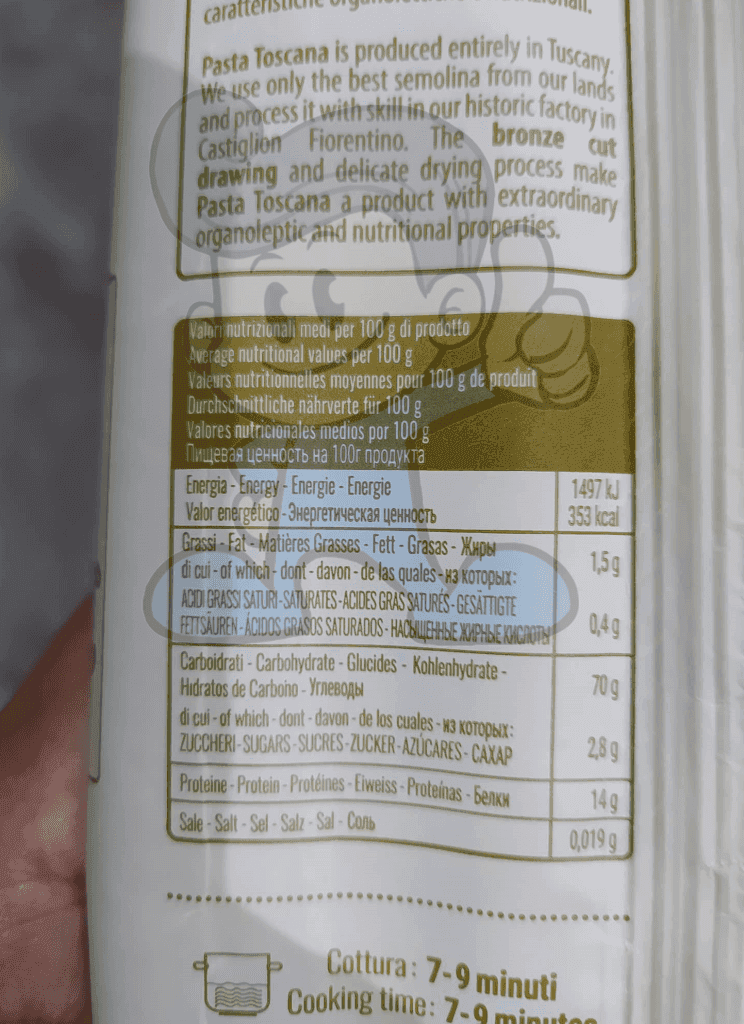 caratteristiche
Pasta Toscana is produced entirely in Tuscany.
We use only the best semolina from our lands
and process it with skill in our historic factory in
Castiglion Fiorentino. The bronze cut
drawing and delicate drying process make
Pasta Toscana a product with extraordinary
organoleptic and nutritional properties.
Valori nutrizionali medi per 100 g di prodotto
Average nutritional values per 100 g
Valeurs nutritionnelles moyennes pour 100 g de produit
Durchschnittliche nährverte für 100 g
Valores nutricionales medios por 100 g
Пищевая ценность на 100г продукта
Energia - Energy - Energie - Energie 1497 kJ
Valor energético - Энергетическая ценность 353 kcal
Grassi - Fat - Matières Grasses - Fett - Grasas - Жиры 1,5 g
di cui - of which - dont - davon - de las quales - на которых:
ACIDI GRASSI SATURI - SATURATES - ACIDES GRAS SATURÉS - GESÄTTIGTE
FETTSÄUREN - ÁCIDOS GRASOS SATURADOS - НАСЫЩЕННЫЕ ЖИРНЫЕ КИСЛОТЫ 0,4 g
Carboidrati - Carbohydrate - Glucides - Kohlenhydrate - 70 g
Hidratos de Carbono - Углеводы
di cui - of which - dont - davon - de los cuales - из которых:
ZUCCHERI - SUGARS - SUCRES - ZUCKER - AZÚCARES - САХАР 2,8 g
Proteine - Protein - Protéines - Eiweiss - Proteínas - Белки 14 g
Sale - Salt - Sel - Salz - Sal - Соль 0,019 g
Cottura: 7-9 minuti
Cooking time: 7-9 minutes